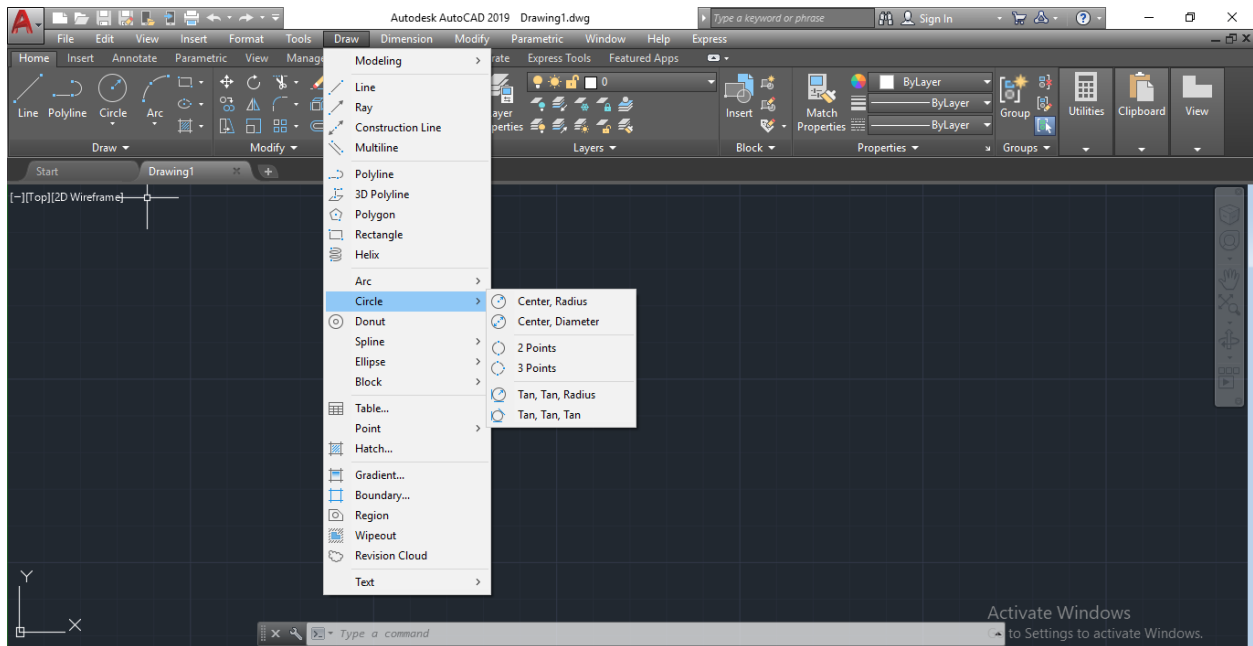 Autodesk AutoCAD 2019 Drawing1.dwg
Type a keyword or phrase
Sign In
File Edit View Insert Format Tools Draw Dimension Modify Parametric Window Help Express
Home Insert Annotate Parametric View Express Tools Featured Apps
Line Polyline Circle Arc
0
Insert
Match
Properties
ByLayer
ByLayer
ByLayer
Group
Utilities
Clipboard
View
Draw
Modify
Layers
Block
Properties
Groups
Start
Drawing1
[−][Top][2D Wireframe]
Modeling
Line
Ray
Construction Line
Multiline
Polyline
3D Polyline
Polygon
Rectangle
Helix
Arc
Circle
Donut
Spline
Ellipse
Block
Table...
Point
Hatch...
Gradient...
Boundary...
Region
Wipeout
Revision Cloud
Text
Center, Radius
Center, Diameter
2 Points
3 Points
Tan, Tan, Radius
Tan, Tan, Tan
Y
X
Type a command
Activate Windows
to Settings to activate Windows.